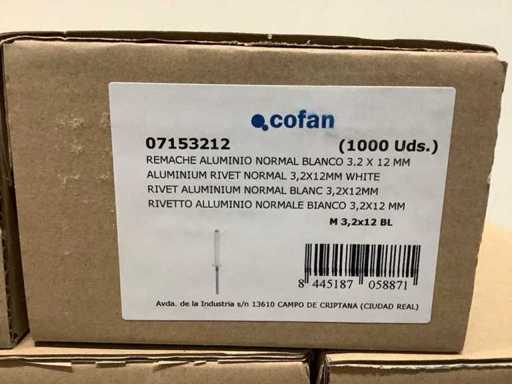 cofan
07153212 (1000 Uds.)
REMACHE ALUMINIO NORMAL BLANCO 3.2 X 12 MM
ALUMINIUM RIVET NORMAL 3,2X12MM WHITE
RIVET ALUMINIUM NORMAL BLANC 3,2X12MM
RIVETTO ALLUMINIO NORMALE BIANCO 3,2X12 MM
M 3,2x12 BL
8 445187 058871
Avda. de la Industria s/n 13610 CAMPO DE CRIPTANA (CIUDAD REAL)